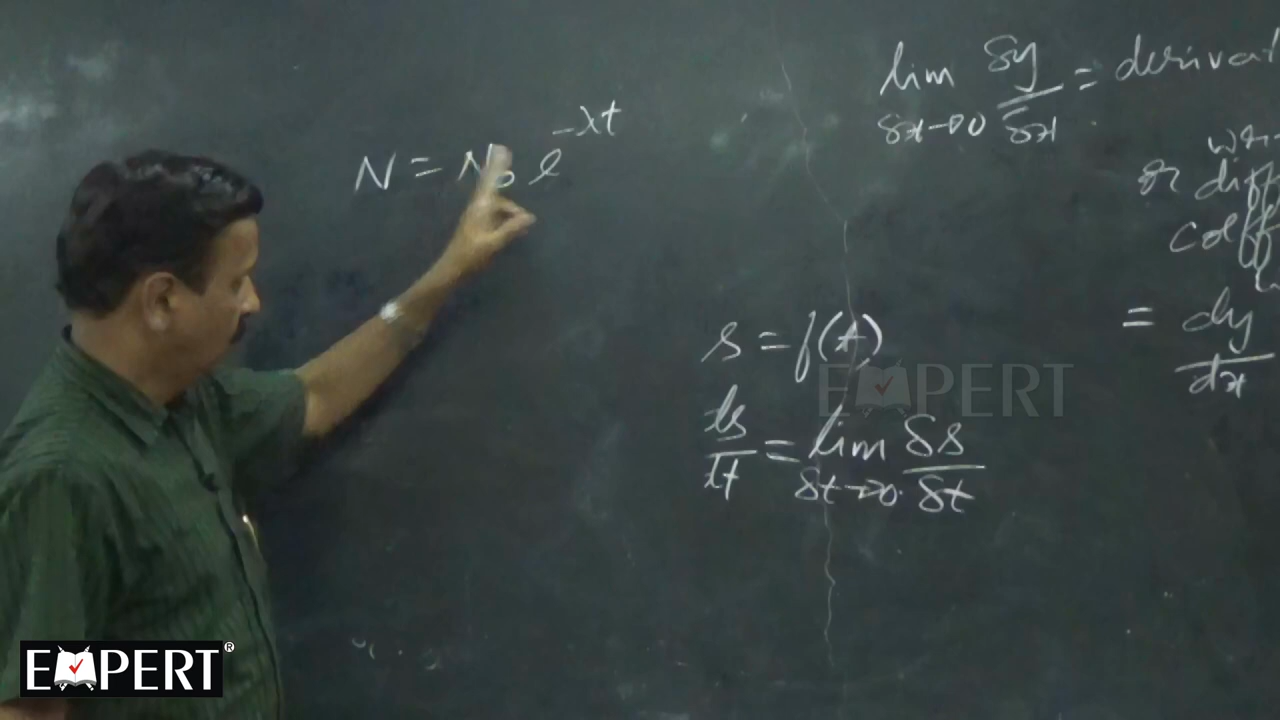 N = N₀ e^{-λt}
lim δy/δx = derivat
δx→0
or diff
coeff
= dy/dx
s = f(t)
ds/dt = lim δs/δt
δt→0
EXPERT
EXPERT®